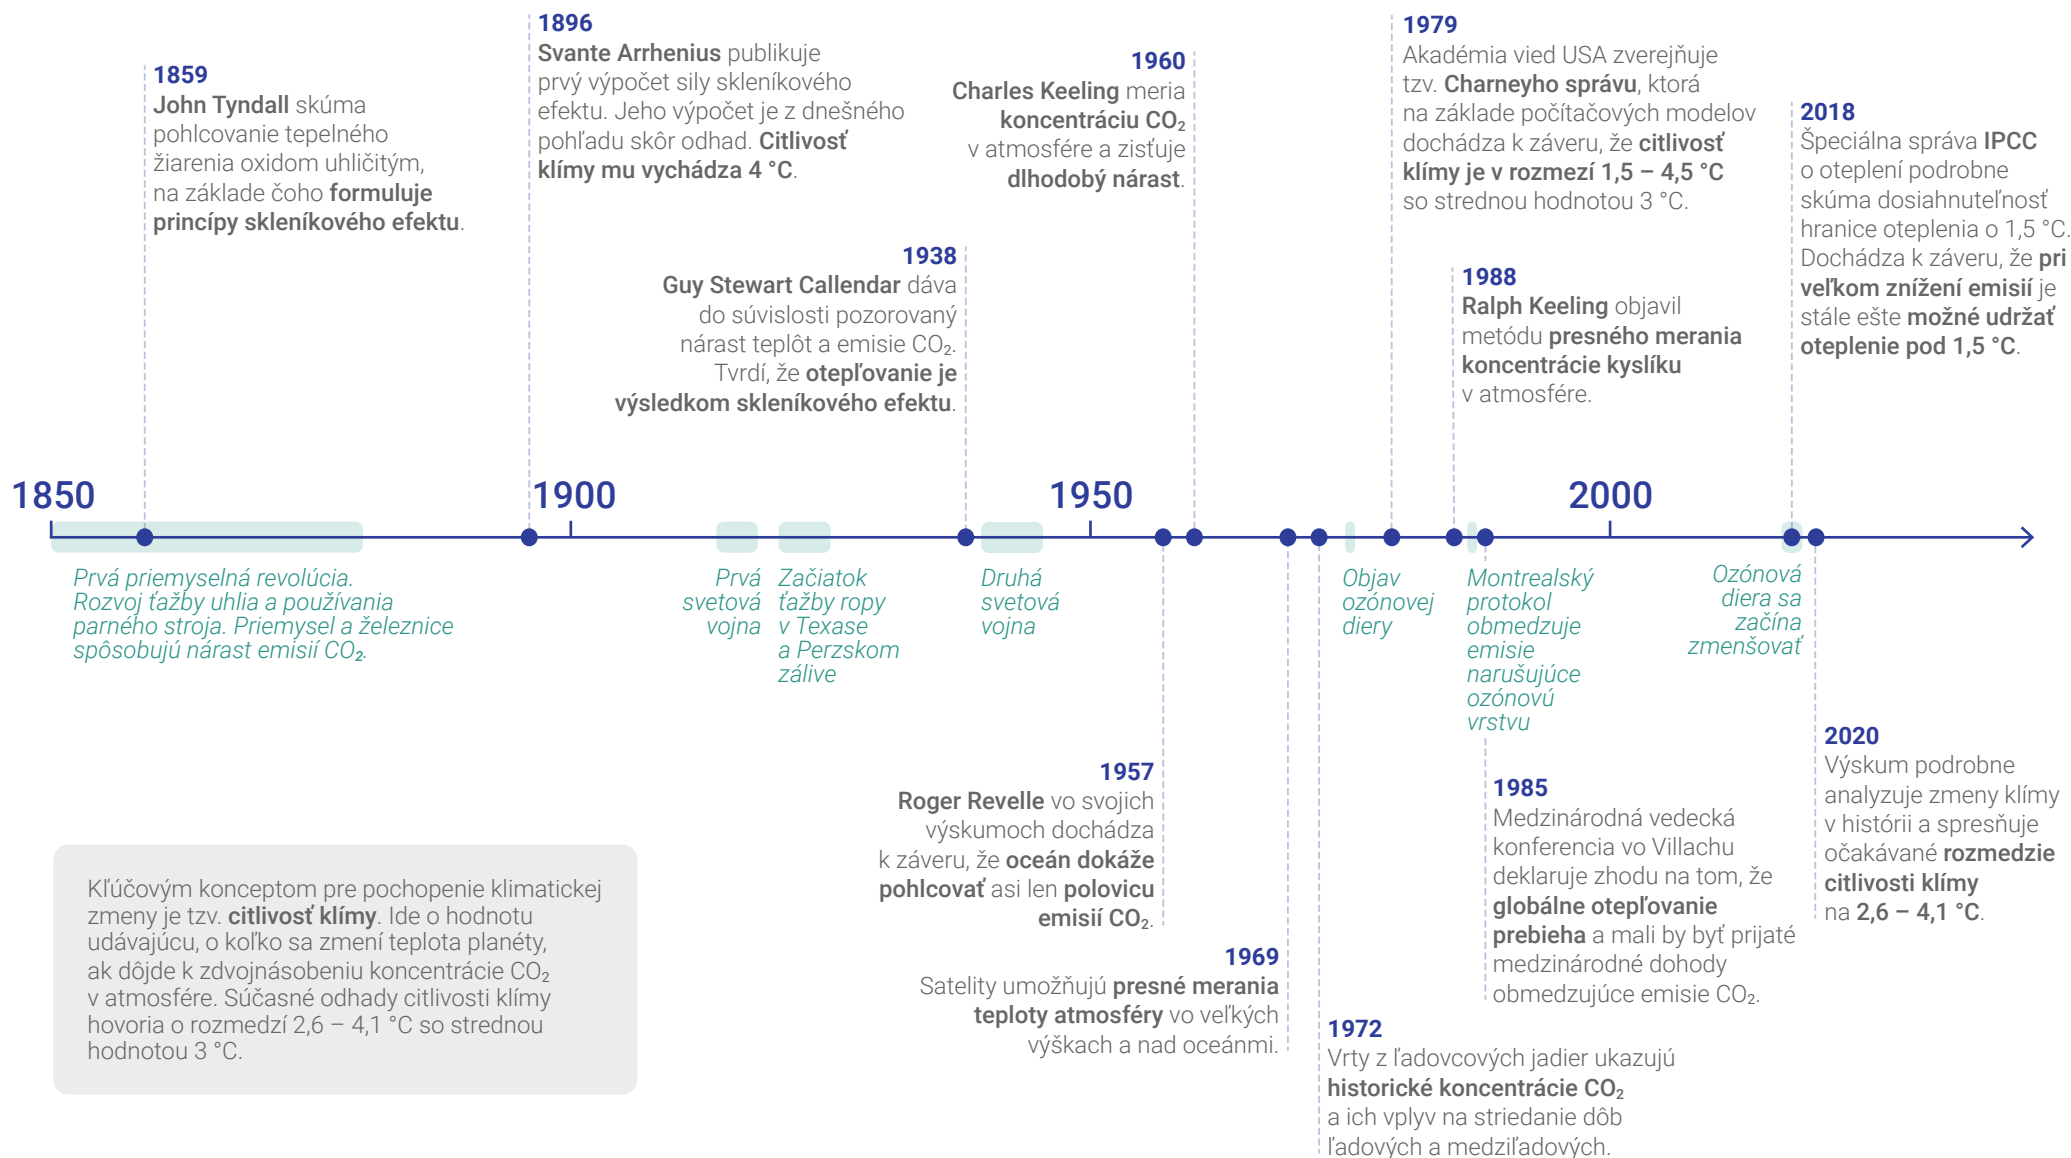 1859
John Tyndall skúma
pohlcovanie tepelného
žiarenia oxidom uhličitým,
na základe čoho formuluje
princípy skleníkového efektu.
1896
Svante Arrhenius publikuje
prvý výpočet sily skleníkového
efektu. Jeho výpočet je z dnešného
pohľadu skôr odhad. Citlivosť
klímy mu vychádza 4 °C.
1938
Guy Stewart Callendar dáva
do súvislosti pozorovaný
nárast teplôt a emisie CO₂.
Tvrdí, že otepľovanie je
výsledkom skleníkového efektu.
1960
Charles Keeling meria
koncentráciu CO₂
v atmosfére a zisťuje
dlhodobý nárast.
1979
Akadémia vied USA zverejňuje
tzv. Charneyho správu, ktorá
na základe počítačových modelov
dochádza k záveru, že citlivosť
klímy je v rozmezí 1,5 – 4,5 °C
so strednou hodnotou 3 °C.
1988
Ralph Keeling objavil
metódu presného merania
koncentrácie kyslíku
v atmosfére.
2018
Špeciálna správa IPCC
o oteplení podrobne
skúma dosiahnuteľnosť
hranice oteplenia o 1,5 °C.
Dochádza k záveru, že pri
veľkom znížení emisií je
stále ešte možné udržať
oteplenie pod 1,5 °C.
1850
1900
1950
2000
Prvá priemyselná revolúcia.
Rozvoj ťažby uhlia a používania
parného stroja. Priemysel a železnice
spôsobujú nárast emisií CO₂.
Prvá
svetová
vojna
Začiatok
ťažby ropy
v Texase
a Perzskom
zálive
Druhá
svetová
vojna
Objav
ozónovej
diery
Montrealský
protokol
obmedzuje
emisie
narušujúce
ozónovú
vrstvu
Ozónová
diera sa
začína
zmenšovať
1957
Roger Revelle vo svojich
výskumoch dochádza
k záveru, že oceán dokáže
pohlcovať asi len polovicu
emisií CO₂.
1969
Satelity umožňujú presné merania
teploty atmosféry vo veľkých
výškach a nad oceánmi.
1972
Vrty z ľadovcových jadier ukazujú
historické koncentrácie CO₂
a ich vplyv na striedanie dôb
ľadových a medziľadových.
1985
Medzinárodná vedecká
konferencia vo Villachu
deklaruje zhodu na tom, že
globálne otepľovanie
prebieha a mali by byť prijaté
medzinárodné dohody
obmedzujúce emisie CO₂.
2020
Výskum podrobne
analyzuje zmeny klímy
v histórii a spresňuje
očakávané rozmedzie
citlivosti klímy
na 2,6 – 4,1 °C.
Kľúčovým konceptom pre pochopenie klimatickej
zmeny je tzv. citlivosť klímy. Ide o hodnotu
udávajúcu, o koľko sa zmení teplota planéty,
ak dôjde k zdvojnásobeniu koncentrácie CO₂
v atmosfére. Súčasné odhady citlivosti klímy
hovoria o rozmedzí 2,6 – 4,1 °C so strednou
hodnotou 3 °C.